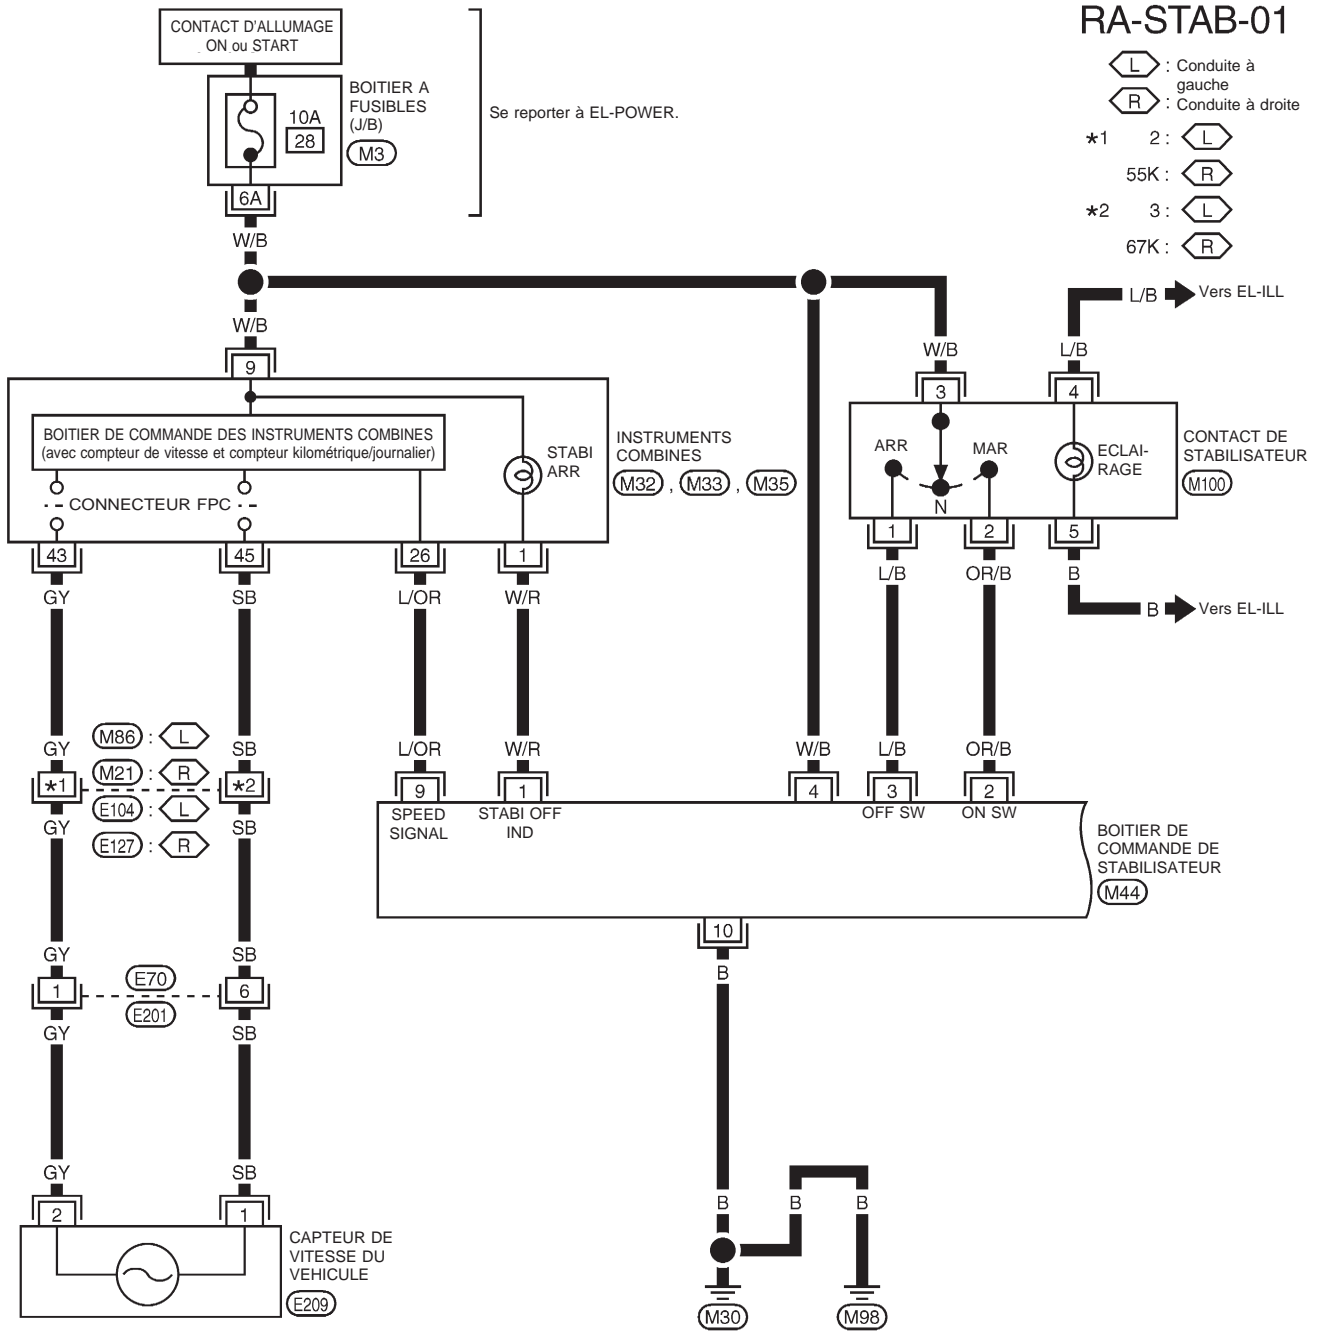 RA-STAB-01
CONTACT D'ALLUMAGE
ON ou START
BOITIER A
FUSIBLES
(J/B)
M3
10A
28
6A
Se reporter à EL-POWER.
L : Conduite à
gauche
R : Conduite à droite
*1 2 : L
55K : R
*2 3 : L
67K : R
W/B
W/B
9
W/B
3
L/B Vers EL-ILL
L/B
4
BOITIER DE COMMANDE DES INSTRUMENTS COMBINES
(avec compteur de vitesse et compteur kilométrique/journalier)
CONNECTEUR FPC
STABI
ARR
INSTRUMENTS
COMBINES
M32 , M33 , M35
ARR
MAR
N
ECLAI-
RAGE
CONTACT DE
STABILISATEUR
M100
43
45
26
1
1
2
5
GY
SB
L/OR
W/R
L/B
OR/B
B
B Vers EL-ILL
GY
SB
L/OR
W/R
W/B
L/B
OR/B
M86 : L
M21 : R
E104 : L
E127 : R
*1
*2
9
1
4
3
2
SPEED
SIGNAL
STABI OFF
IND
OFF SW
ON SW
BOITIER DE
COMMANDE DE
STABILISATEUR
M44
GY
SB
10
B
GY
SB
1
E70
E201
6
GY
SB
GY
SB
2
1
CAPTEUR DE
VITESSE DU
VEHICULE
E209
B
B
B
M30
M98